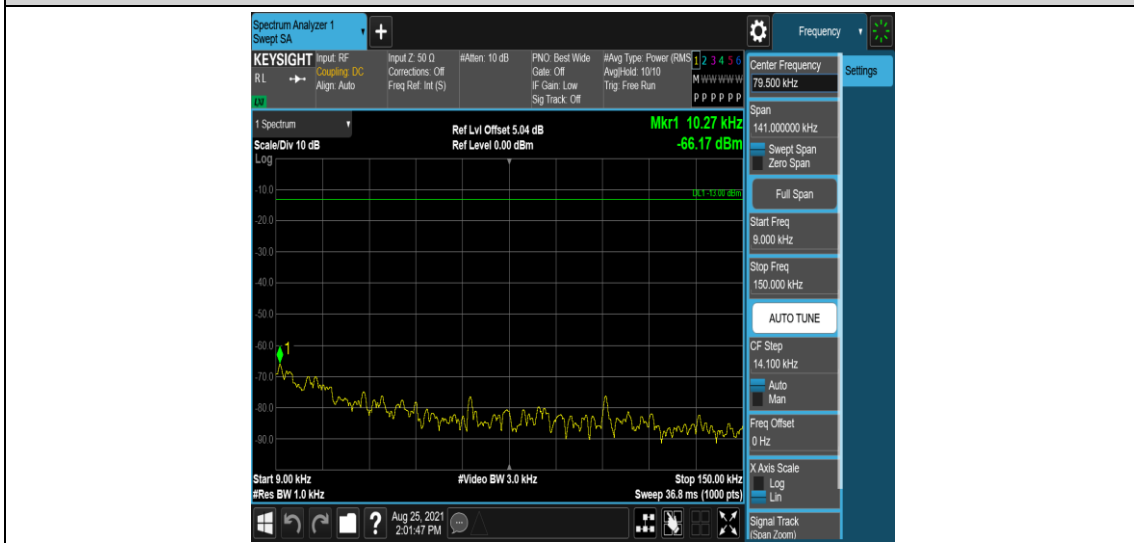 Spectrum Analyzer 1
Swept SA
+
Frequency
KEYSIGHT
RL
LXI
Input: RF
Coupling: DC
Align: Auto
Input Z: 50 Ω
Corrections: Off
Freq Ref: Int (S)
#Atten: 10 dB
PNO: Best Wide
Gate: Off
IF Gain: Low
Sig Track: Off
#Avg Type: Power (RMS
Avg|Hold: 10/10
Trig: Free Run
1 2 3 4 5 6
M W W W W W
P P P P P P
1 Spectrum
Scale/Div 10 dB
Log
Ref Lvl Offset 5.04 dB
Ref Level 0.00 dBm
Mkr1 10.27 kHz
-66.17 dBm
DL1 -13.00 dBm
-10.0
-20.0
-30.0
-40.0
-50.0
-60.0
1
-70.0
-80.0
-90.0
Start 9.00 kHz
#Res BW 1.0 kHz
#Video BW 3.0 kHz
Stop 150.00 kHz
Sweep 36.8 ms (1000 pts)
?
Aug 25, 2021
2:01:47 PM
Center Frequency
79.500 kHz
Settings
Span
141.000000 kHz
Swept Span
Zero Span
Full Span
Start Freq
9.000 kHz
Stop Freq
150.000 kHz
AUTO TUNE
CF Step
14.100 kHz
Auto
Man
Freq Offset
0 Hz
X Axis Scale
Log
Lin
Signal Track
(Span Zoom)